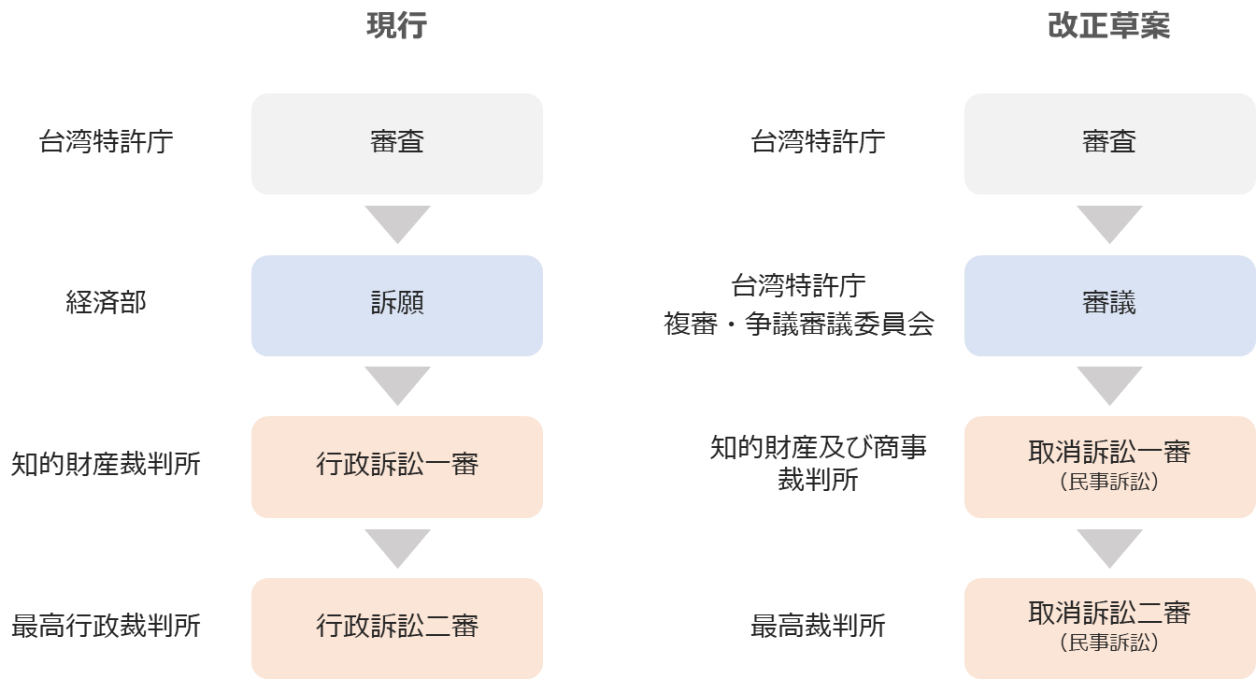 現行
台湾特許庁
審査
経済部
訴願
知的財産裁判所
行政訴訟一審
最高行政裁判所
行政訴訟二審
改正草案
台湾特許庁
審査
台湾特許庁
複審・争議審議委員会
審議
知的財産及び商事
裁判所
取消訴訟一審
（民事訴訟）
最高裁判所
取消訴訟二審
（民事訴訟）